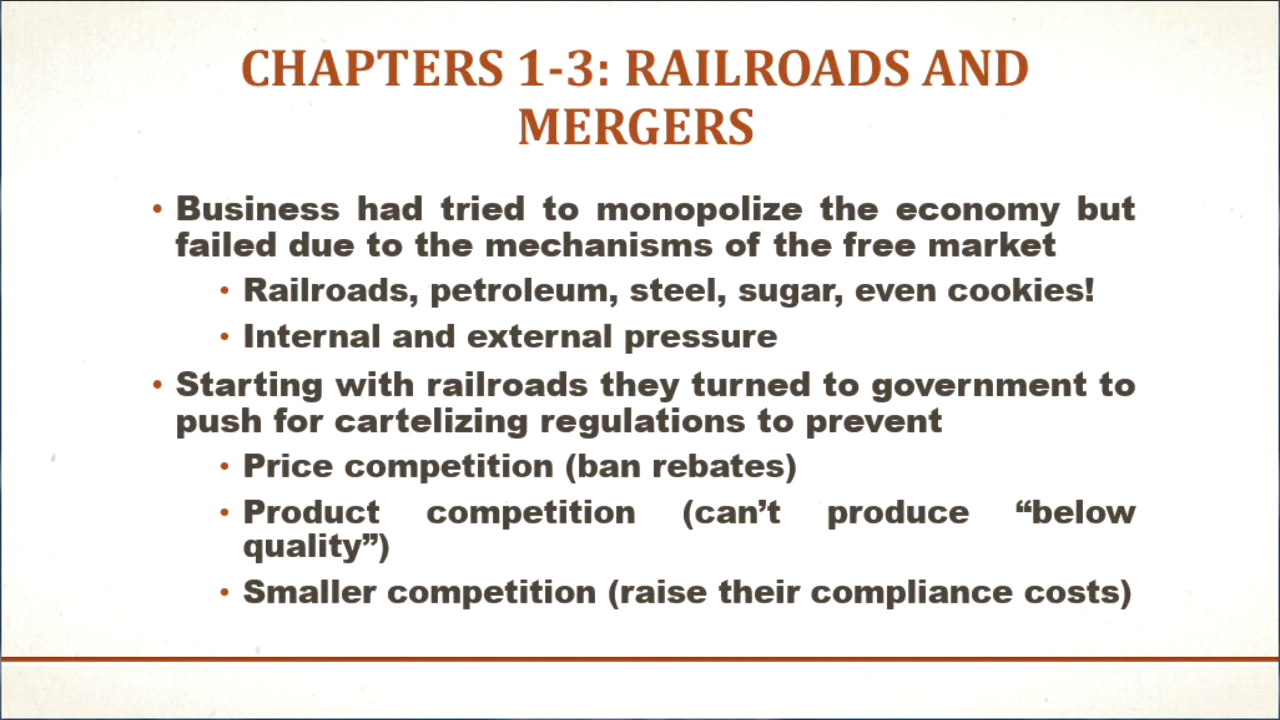 CHAPTERS 1-3: RAILROADS AND
MERGERS
• Business had tried to monopolize the economy but
failed due to the mechanisms of the free market
• Railroads, petroleum, steel, sugar, even cookies!
• Internal and external pressure
• Starting with railroads they turned to government to
push for cartelizing regulations to prevent
• Price competition (ban rebates)
• Product competition (can’t produce “below
quality”)
• Smaller competition (raise their compliance costs)